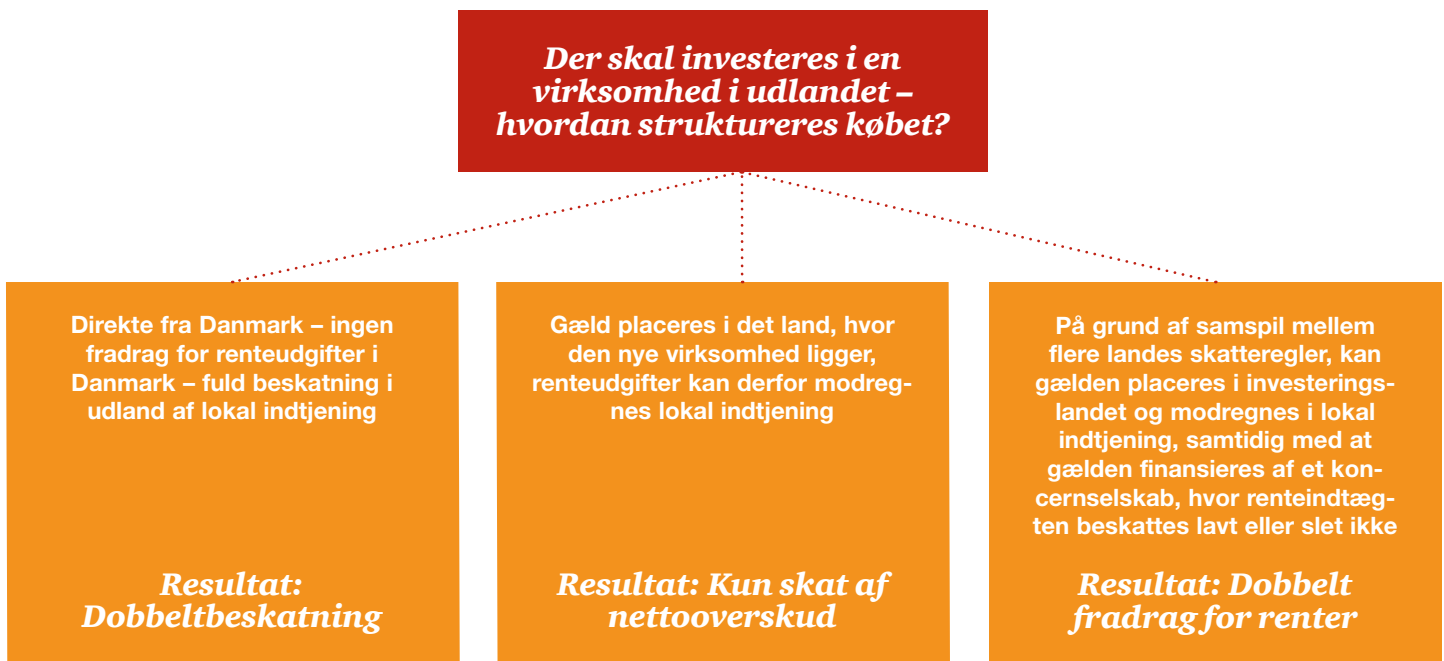 Der skal investeres i en
virksomhed i udlandet –
hvordan struktureres købet?
Direkte fra Danmark – ingen
fradrag for renteudgifter i
Danmark – fuld beskatning i
udland af lokal indtjening
Resultat:
Dobbeltbeskatning
Gæld placeres i det land, hvor
den nye virksomhed ligger,
renteudgifter kan derfor modreg-
nes lokal indtjening
Resultat: Kun skat af
nettooverskud
På grund af samspil mellem
flere landes skatteregler, kan
gælden placeres i investerings-
landet og modregnes i lokal
indtjening, samtidig med at
gælden finansieres af et kon-
cernselskab, hvor renteindtæg-
ten beskattes lavt eller slet ikke
Resultat: Dobbelt
fradrag for renter